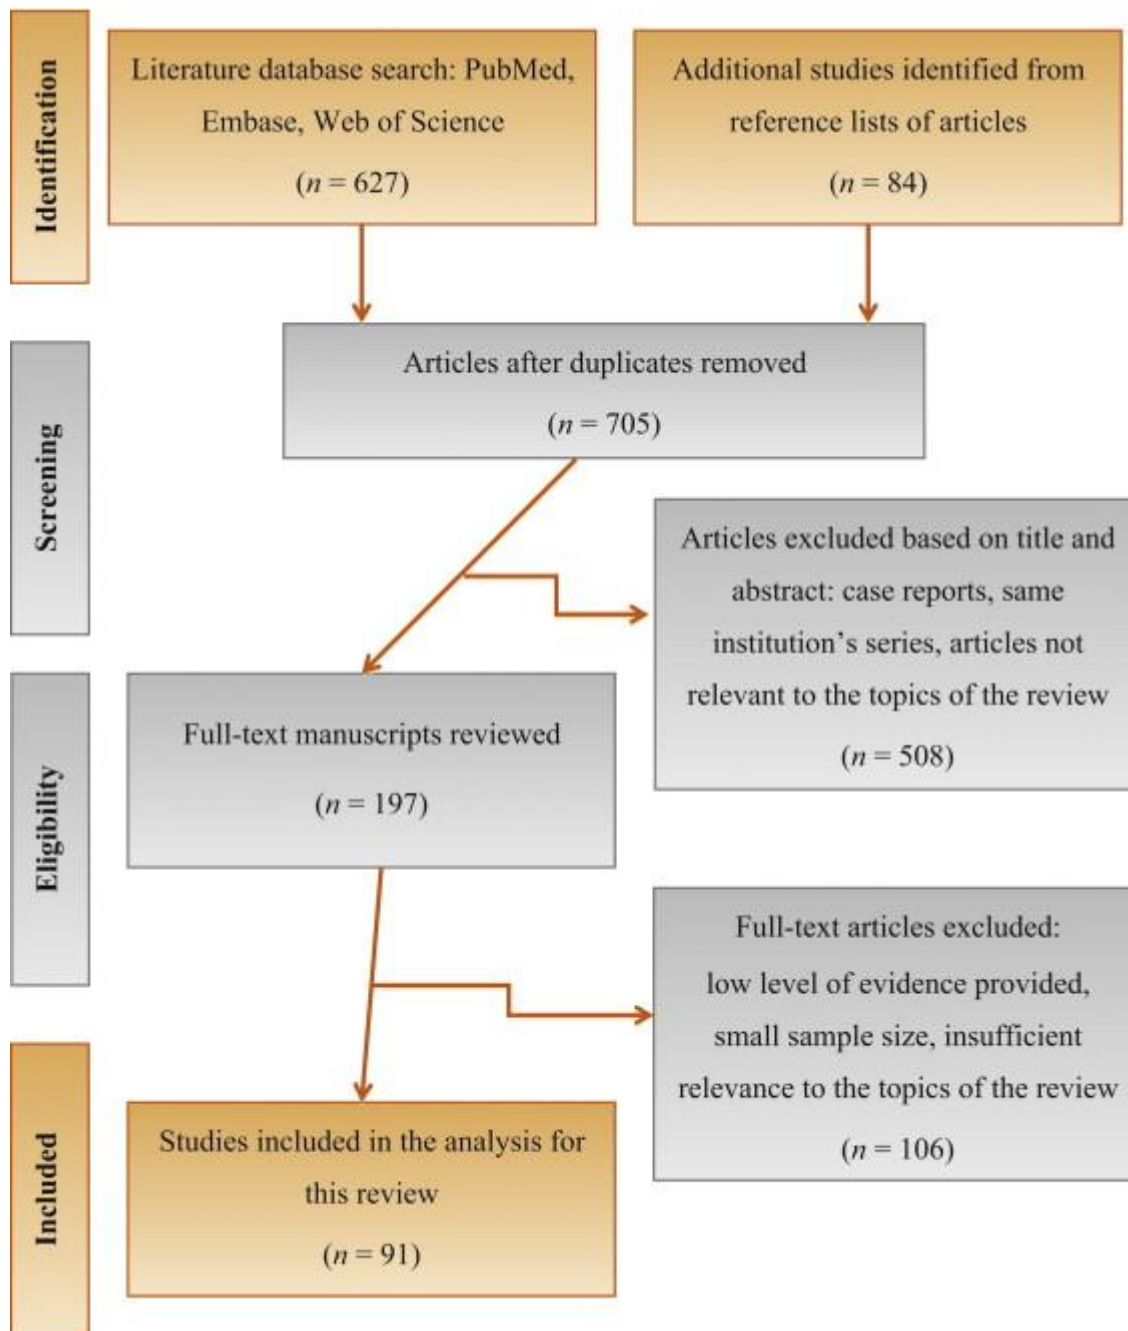 Identification
Literature database search: PubMed,
Embase, Web of Science
(n = 627)
Additional studies identified from
reference lists of articles
(n = 84)
Screening
Articles after duplicates removed
(n = 705)
Articles excluded based on title and
abstract: case reports, same
institution’s series, articles not
relevant to the topics of the review
(n = 508)
Eligibility
Full-text manuscripts reviewed
(n = 197)
Full-text articles excluded:
low level of evidence provided,
small sample size, insufficient
relevance to the topics of the review
(n = 106)
Included
Studies included in the analysis for
this review
(n = 91)